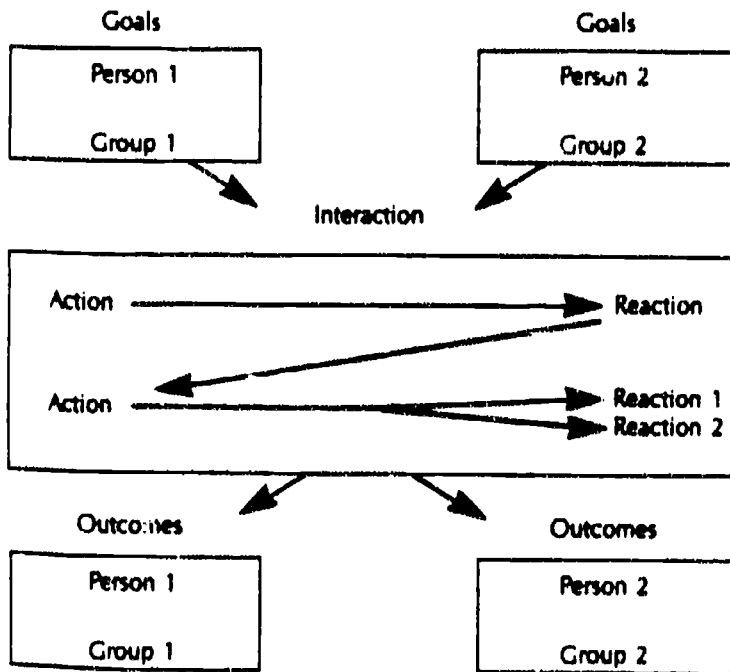 Goals
Goals
Person 1
Person 2
Group 1
Group 2
Interaction
Action
Reaction
Action
Reaction 1
Reaction 2
Outcomes
Outcomes
Person 1
Person 2
Group 1
Group 2